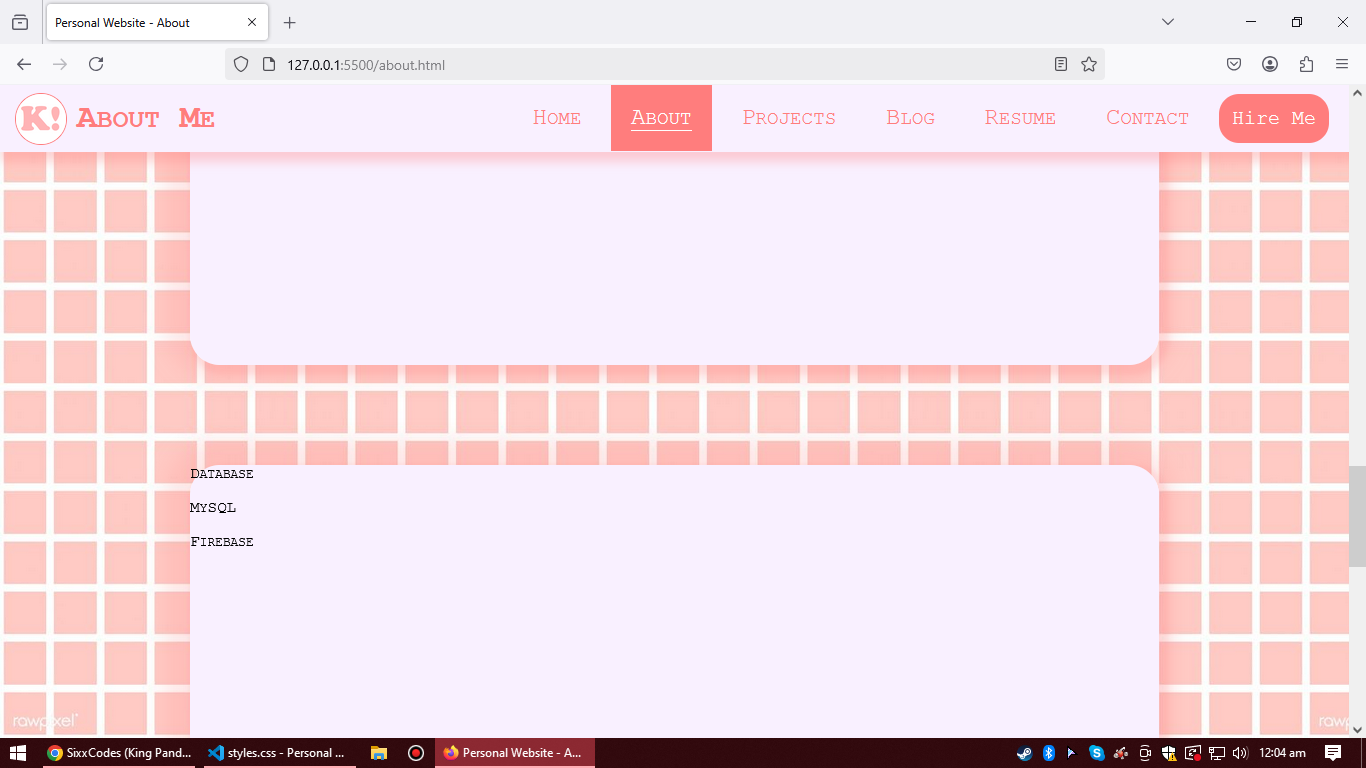 Personal Website - About
127.0.0.1:5500/about.html
K! About Me
Home
About
Projects
Blog
Resume
Contact
Hire Me
Database
MySQL
Firebase
rawpixel
rawp
SixxCodes (King Pand...
styles.css - Personal ...
Personal Website - A...
12:04 am